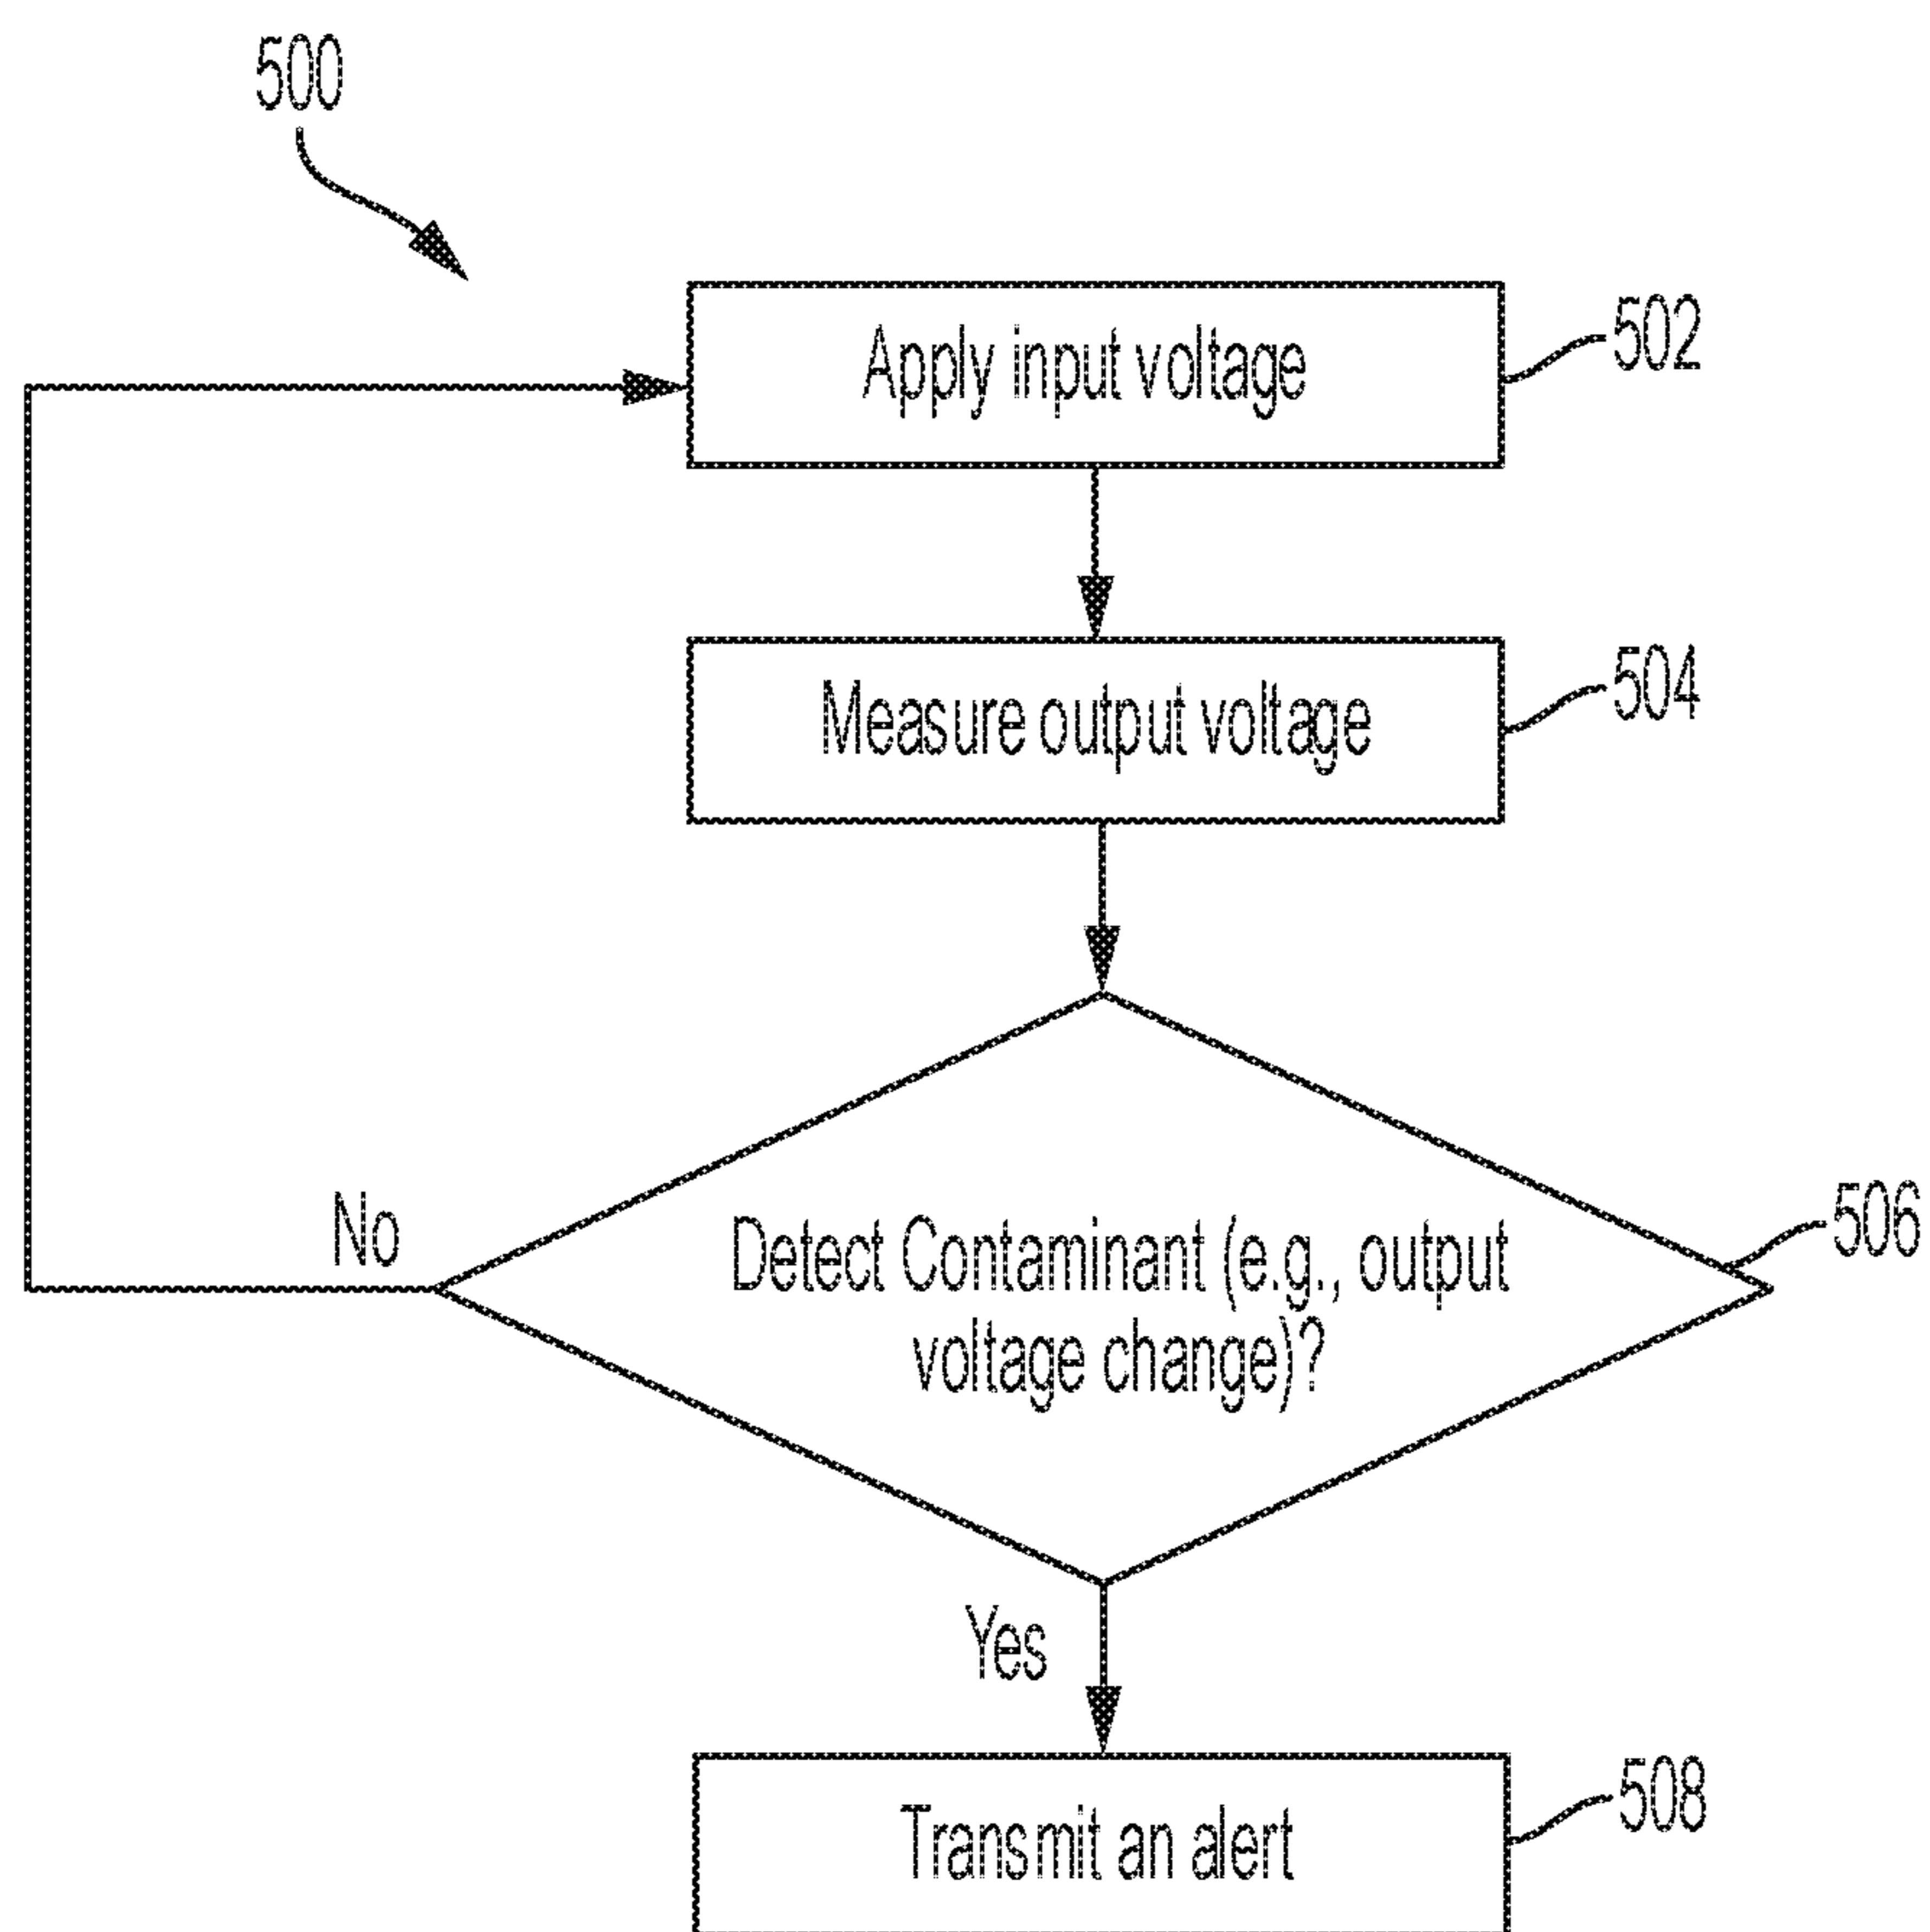 500
Apply input voltage
502
Measure output voltage
504
Detect Contaminant (e.g., output
voltage change)?
506
No
Yes
Transmit an alert
508